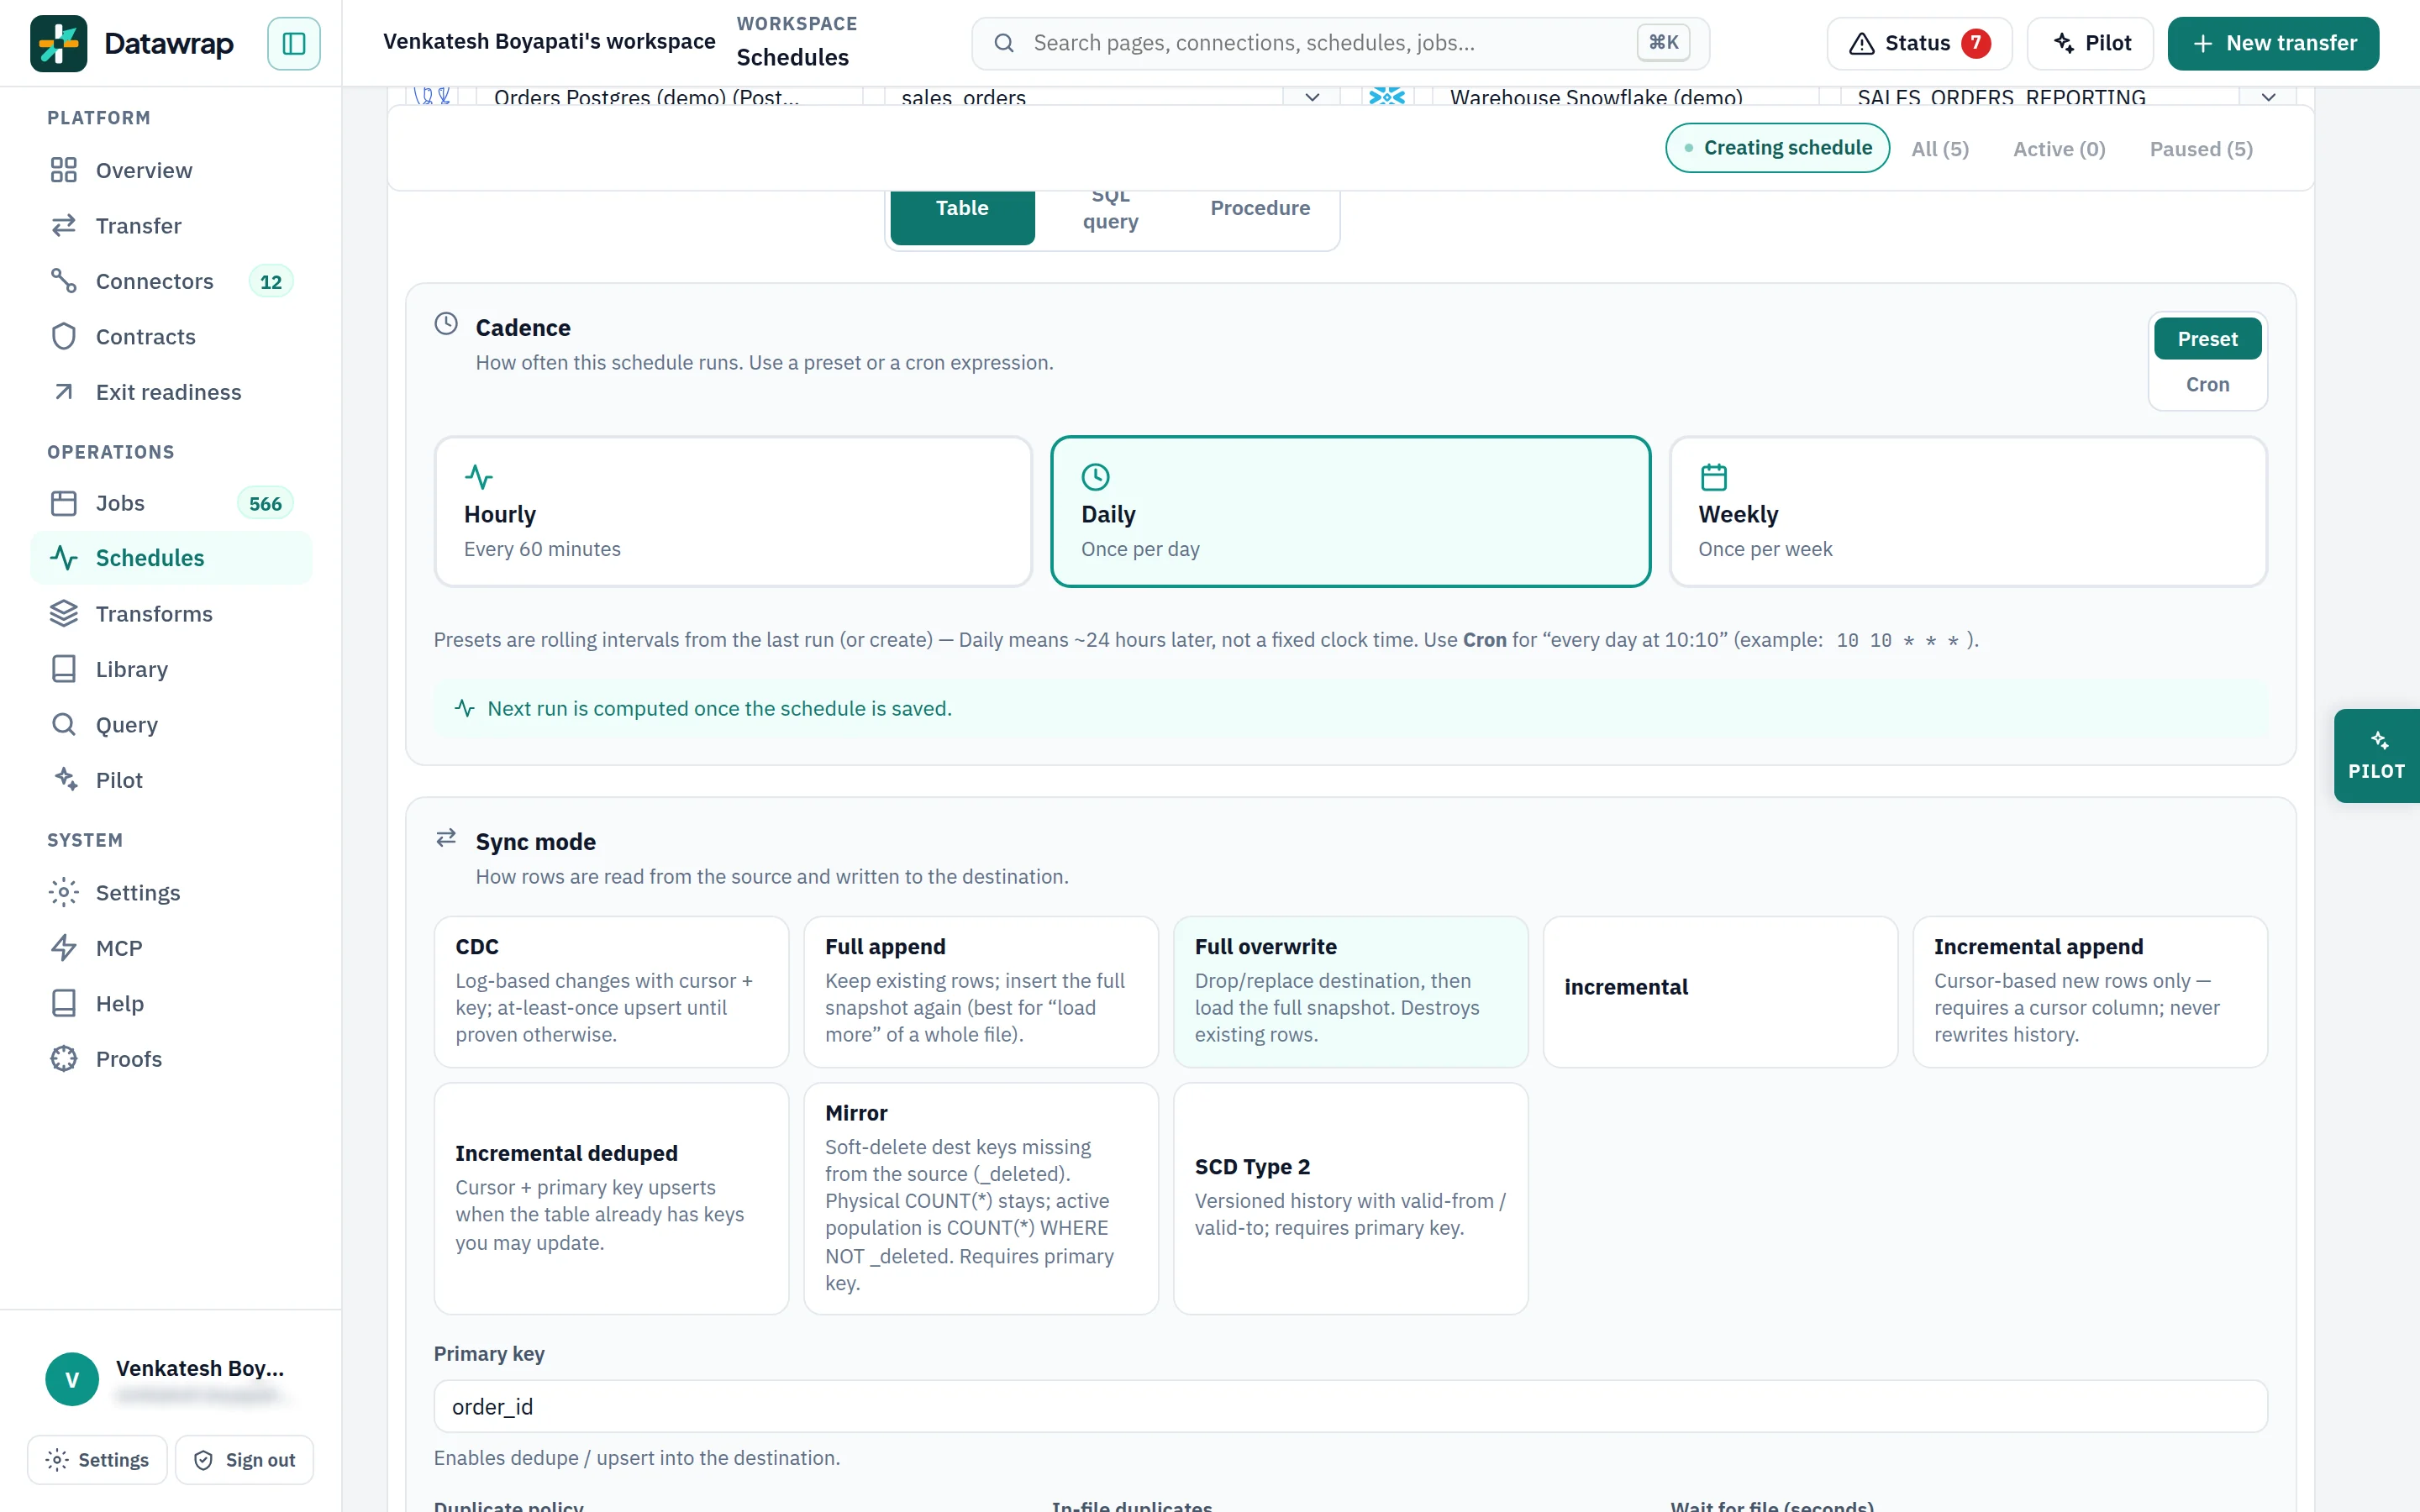 Datawrap
Venkatesh Boyapati's workspace
WORKSPACE
Schedules
Search pages, connections, schedules, jobs...
⌘K
Status 7
Pilot
+ New transfer
PLATFORM
Overview
Transfer
Connectors 12
Contracts
Exit readiness
OPERATIONS
Jobs 566
Schedules
Transforms
Library
Query
Pilot
SYSTEM
Settings
MCP
Help
Proofs
V
Venkatesh Boy...
Settings
Sign out
Orders Postgres (demo) (Post...
sales_orders
Warehouse Snowflake (demo)
SALES_ORDERS_REPORTING
Creating schedule
All (5)
Active (0)
Paused (5)
Table
SQL
query
Procedure
Cadence
How often this schedule runs. Use a preset or a cron expression.
Preset
Cron
Hourly
Every 60 minutes
Daily
Once per day
Weekly
Once per week
Presets are rolling intervals from the last run (or create) — Daily means ~24 hours later, not a fixed clock time. Use Cron for “every day at 10:10” (example: 10 10 * * * ).
Next run is computed once the schedule is saved.
PILOT
Sync mode
How rows are read from the source and written to the destination.
CDC
Log-based changes with cursor +
key; at-least-once upsert until
proven otherwise.
Full append
Keep existing rows; insert the full
snapshot again (best for “load
more” of a whole file).
Full overwrite
Drop/replace destination, then
load the full snapshot. Destroys
existing rows.
incremental
Incremental append
Cursor-based new rows only —
requires a cursor column; never
rewrites history.
Incremental deduped
Cursor + primary key upserts
when the table already has keys
you may update.
Mirror
Soft-delete dest keys missing
from the source (_deleted).
Physical COUNT(*) stays; active
population is COUNT(*) WHERE
NOT _deleted. Requires primary
key.
SCD Type 2
Versioned history with valid-from /
valid-to; requires primary key.
Primary key
order_id
Enables dedupe / upsert into the destination.
Duplicate policy
In-file duplicates
Wait for file (seconds)